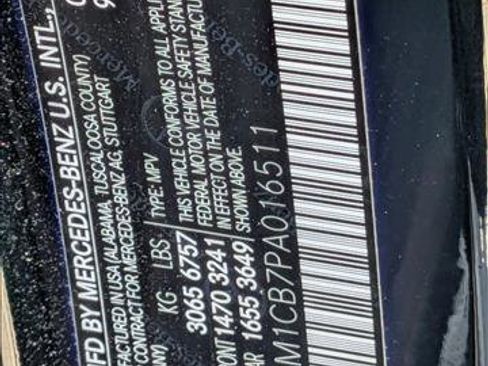 MFD BY MERCEDES-BENZ U.S. INTL.,
FACTURED IN USA (ALABAMA, TUSCALOOSA COUNTY)
CONTRACT FOR MERCEDES-BENZ AG, STUTTGART
ANY) KG LBS TYPE: MPV
3065 6757 THIS VEHICLE CONFORMS TO ALL APPLI
FEDERAL MOTOR VEHICLE SAFETY STAN
ONT 1470 3241 IN EFFECT ON THE DATE OF MANUFACTU
AR 1655 3649 SHOWN ABOVE.
M1CB7PA016511